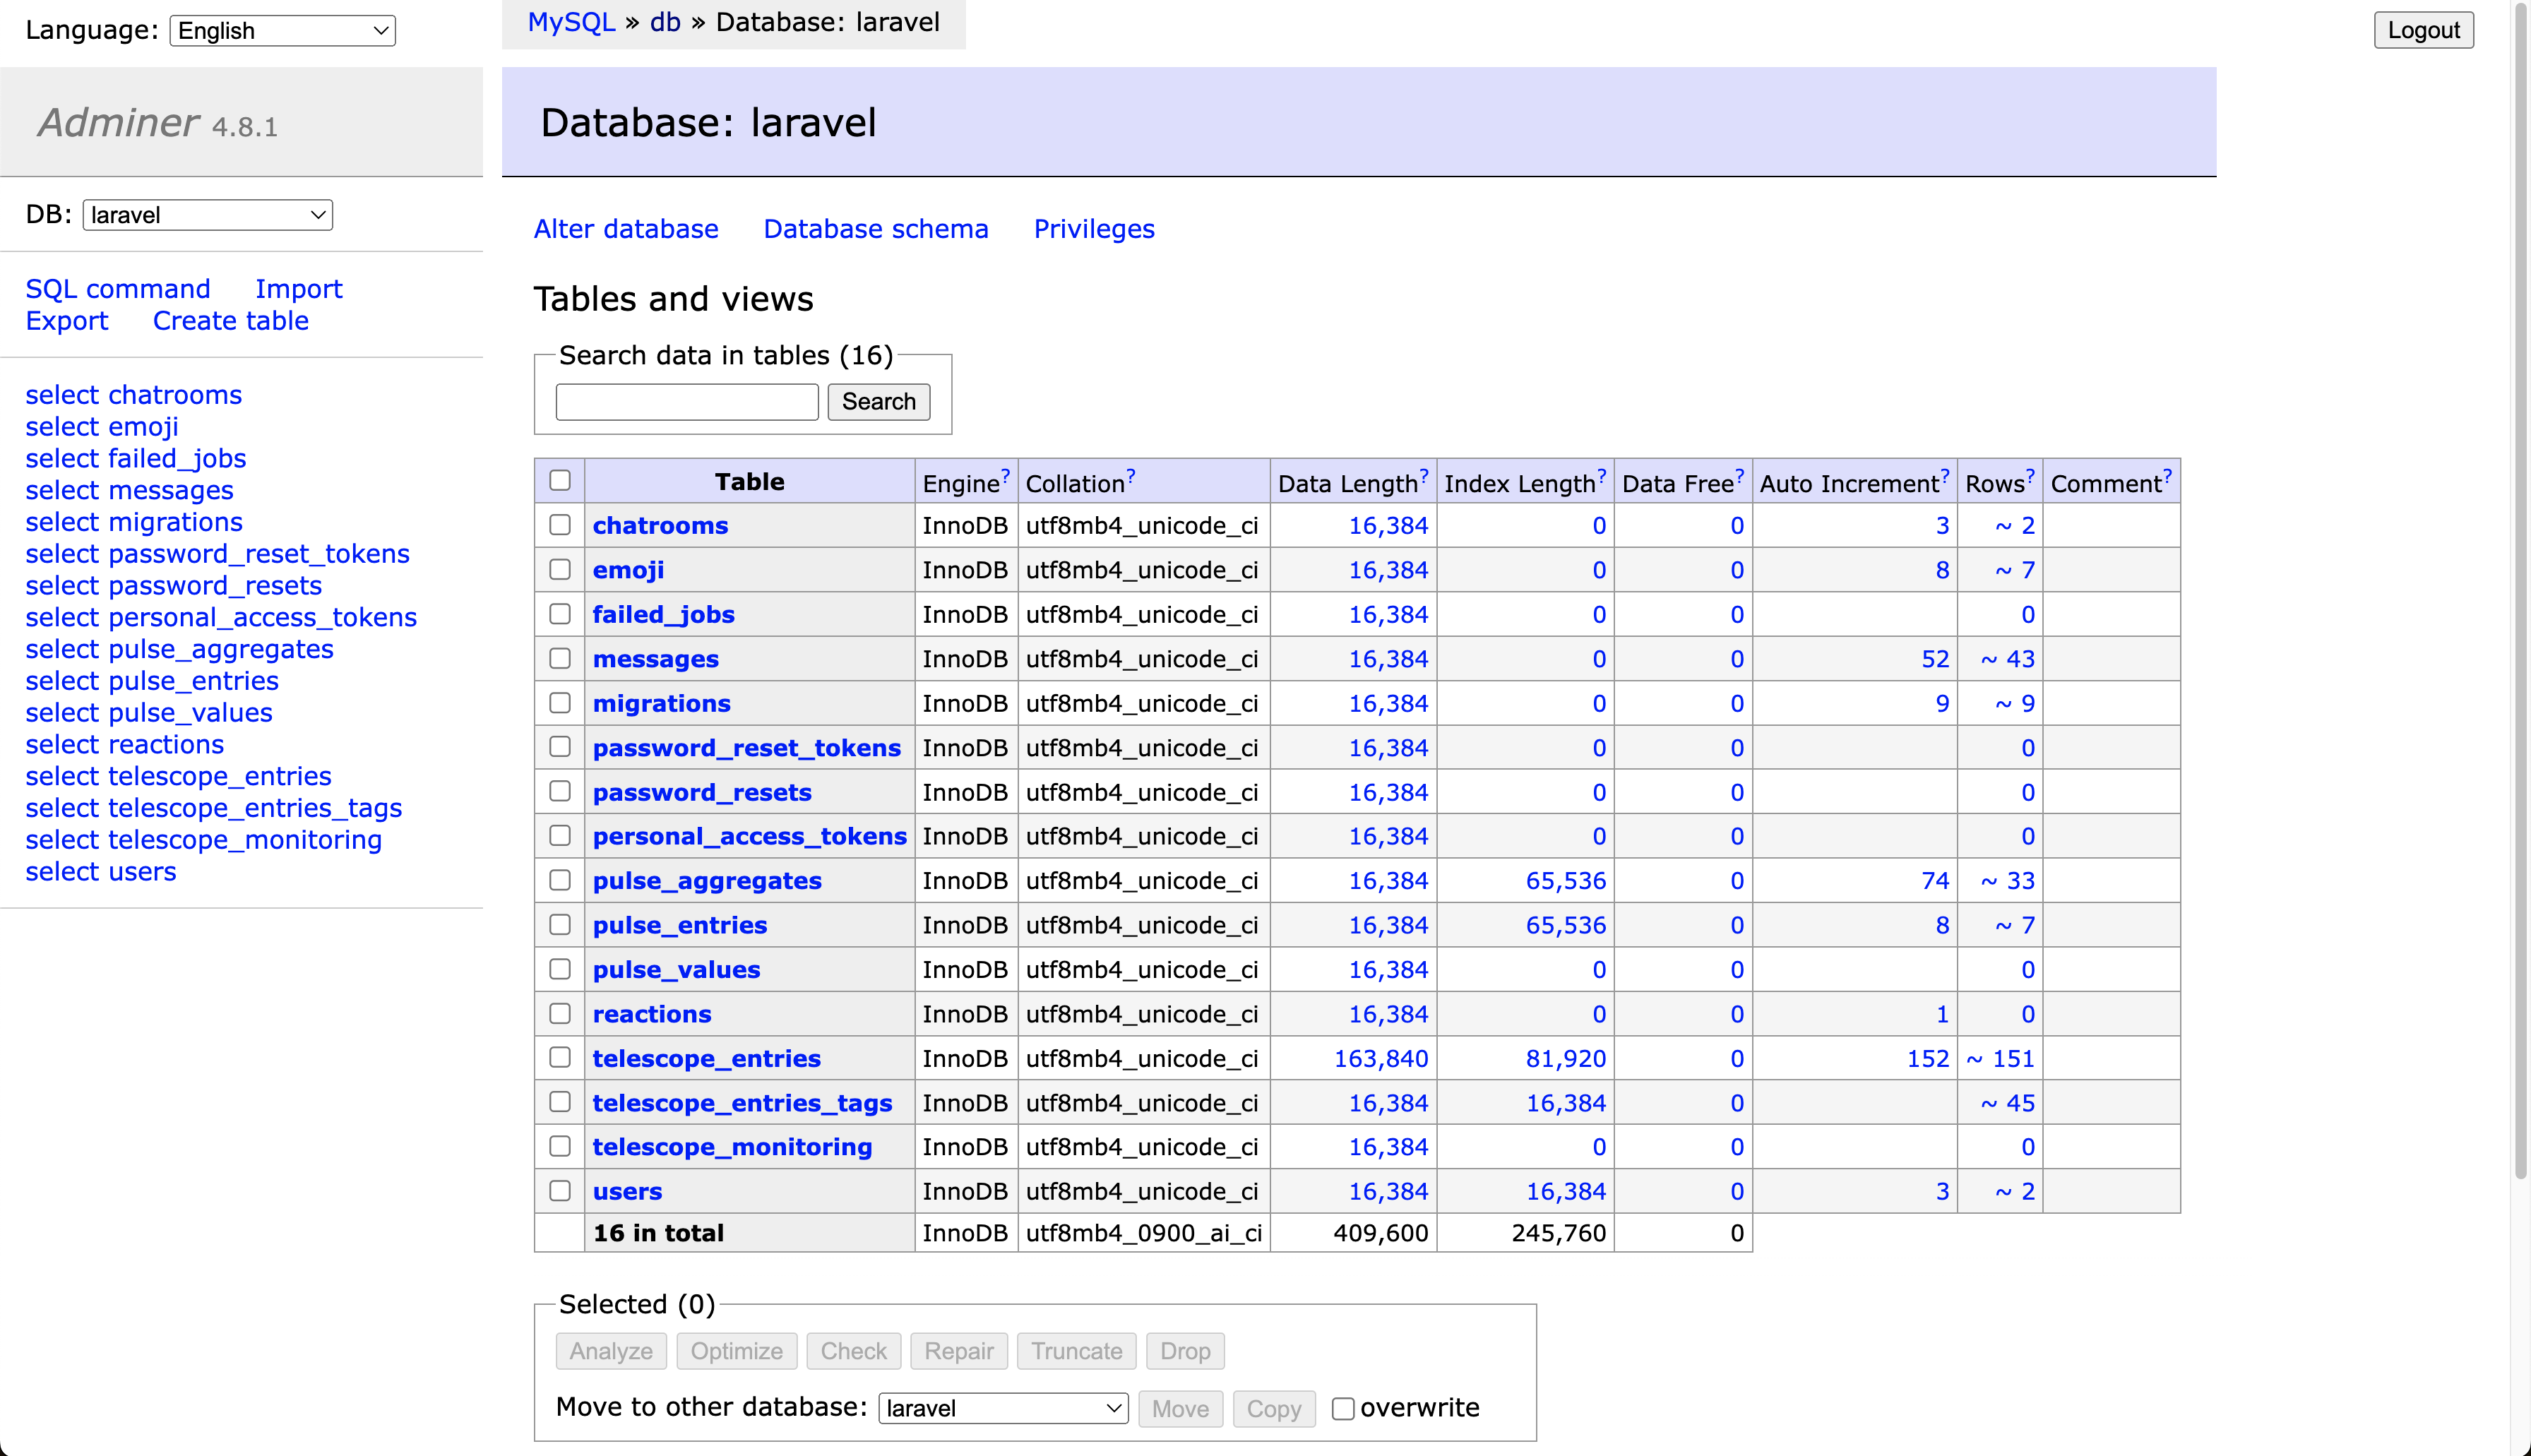 Language: English
Adminer 4.8.1
DB: laravel
SQL command Import
Export Create table
select chatrooms
select emoji
select failed_jobs
select messages
select migrations
select password_reset_tokens
select password_resets
select personal_access_tokens
select pulse_aggregates
select pulse_entries
select pulse_values
select reactions
select telescope_entries
select telescope_entries_tags
select telescope_monitoring
select users
MySQL » db » Database: laravel
Logout
Database: laravel
Alter database Database schema Privileges
Tables and views
Search data in tables (16)
Search
Table Engine? Collation? Data Length? Index Length? Data Free? Auto Increment? Rows? Comment?
chatrooms InnoDB utf8mb4_unicode_ci 16,384 0 0 3 ~ 2
emoji InnoDB utf8mb4_unicode_ci 16,384 0 0 8 ~ 7
failed_jobs InnoDB utf8mb4_unicode_ci 16,384 0 0 0
messages InnoDB utf8mb4_unicode_ci 16,384 0 0 52 ~ 43
migrations InnoDB utf8mb4_unicode_ci 16,384 0 0 9 ~ 9
password_reset_tokens InnoDB utf8mb4_unicode_ci 16,384 0 0 0
password_resets InnoDB utf8mb4_unicode_ci 16,384 0 0 0
personal_access_tokens InnoDB utf8mb4_unicode_ci 16,384 0 0 0
pulse_aggregates InnoDB utf8mb4_unicode_ci 16,384 65,536 0 74 ~ 33
pulse_entries InnoDB utf8mb4_unicode_ci 16,384 65,536 0 8 ~ 7
pulse_values InnoDB utf8mb4_unicode_ci 16,384 0 0 0
reactions InnoDB utf8mb4_unicode_ci 16,384 0 0 1 0
telescope_entries InnoDB utf8mb4_unicode_ci 163,840 81,920 0 152 ~ 151
telescope_entries_tags InnoDB utf8mb4_unicode_ci 16,384 16,384 0 ~ 45
telescope_monitoring InnoDB utf8mb4_unicode_ci 16,384 0 0 0
users InnoDB utf8mb4_unicode_ci 16,384 16,384 0 3 ~ 2
16 in total InnoDB utf8mb4_0900_ai_ci 409,600 245,760 0
Selected (0)
Analyze Optimize Check Repair Truncate Drop
Move to other database: laravel Move Copy overwrite